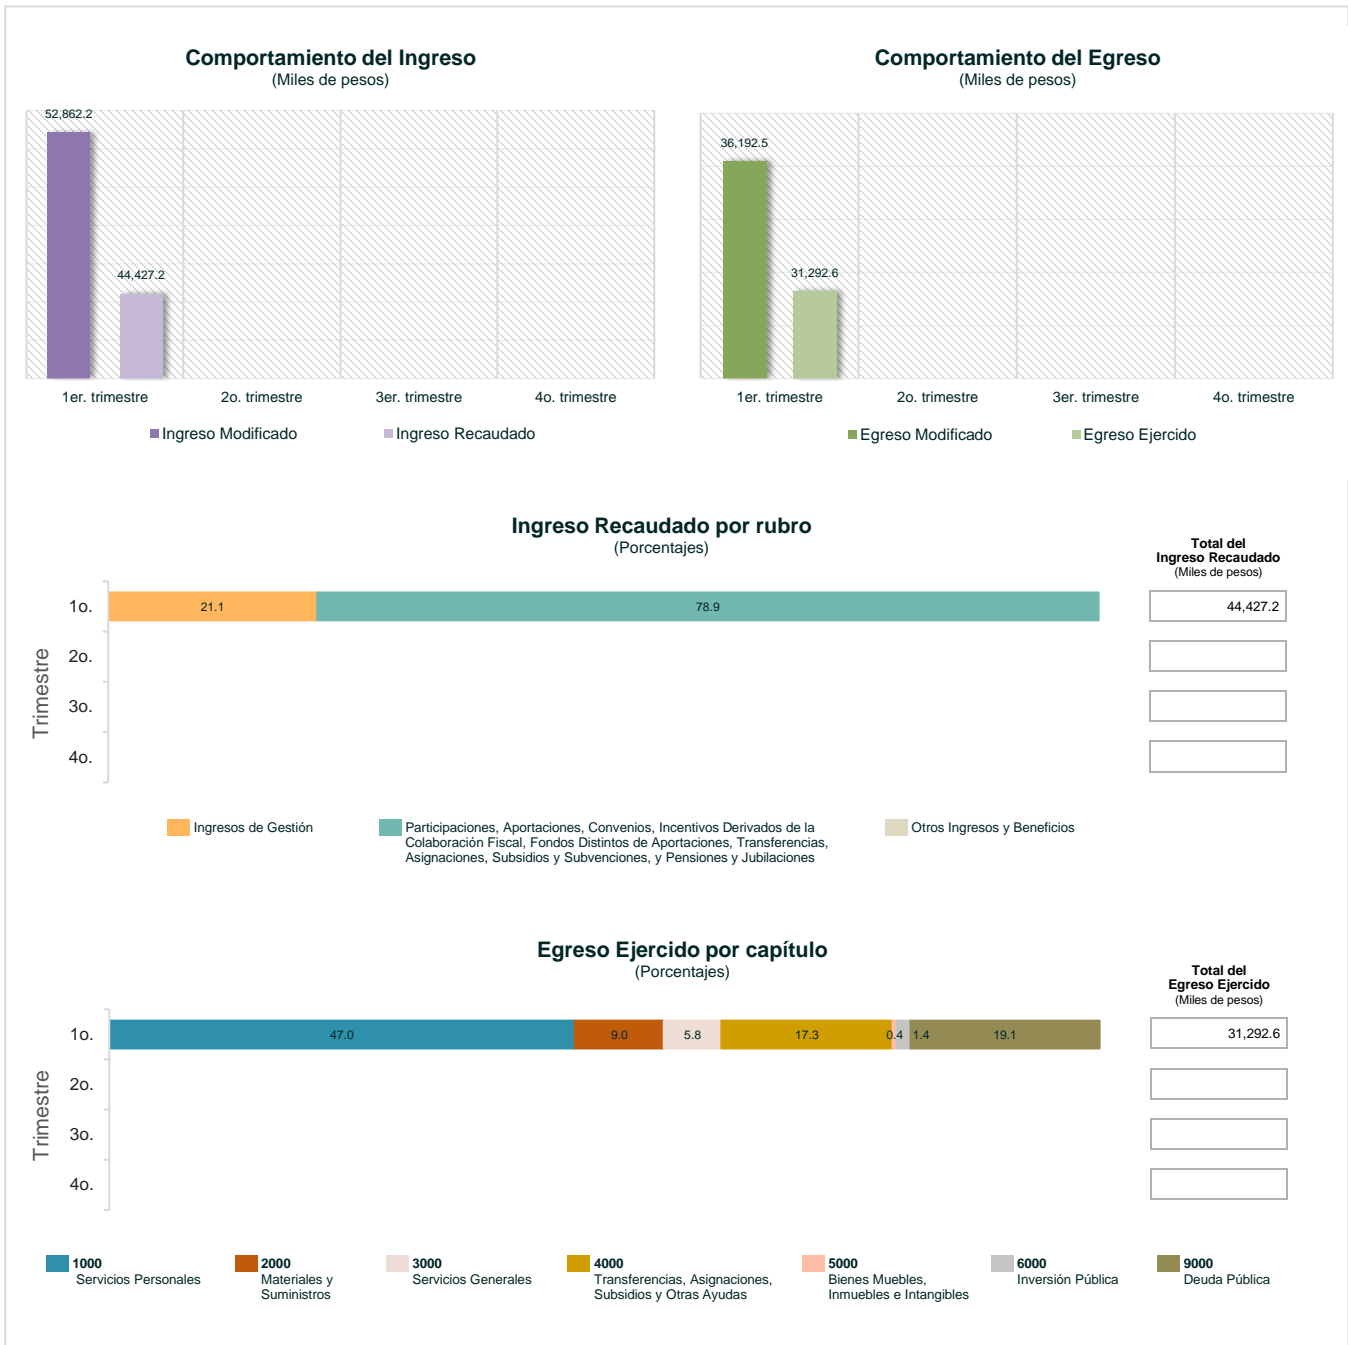 Comportamiento del Ingreso
(Miles de pesos)
52,862.2
44,427.2
1er. trimestre
2o. trimestre
3er. trimestre
4o. trimestre
Ingreso Modificado
Ingreso Recaudado
Comportamiento del Egreso
(Miles de pesos)
36,192.5
31,292.6
1er. trimestre
2o. trimestre
3er. trimestre
4o. trimestre
Egreso Modificado
Egreso Ejercido
Ingreso Recaudado por rubro
(Porcentajes)
Total del
Ingreso Recaudado
(Miles de pesos)
Trimestre
1o.
21.1
78.9
44,427.2
2o.
3o.
4o.
Ingresos de Gestión
Participaciones, Aportaciones, Convenios, Incentivos Derivados de la
Colaboración Fiscal, Fondos Distintos de Aportaciones, Transferencias,
Asignaciones, Subsidios y Subvenciones, y Pensiones y Jubilaciones
Otros Ingresos y Beneficios
Egreso Ejercido por capítulo
(Porcentajes)
Total del
Egreso Ejercido
(Miles de pesos)
Trimestre
1o.
47.0
9.0
5.8
17.3
0.4
1.4
19.1
31,292.6
2o.
3o.
4o.
1000
Servicios Personales
2000
Materiales y
Suministros
3000
Servicios Generales
4000
Transferencias, Asignaciones,
Subsidios y Otras Ayudas
5000
Bienes Muebles,
Inmuebles e Intangibles
6000
Inversión Pública
9000
Deuda Pública